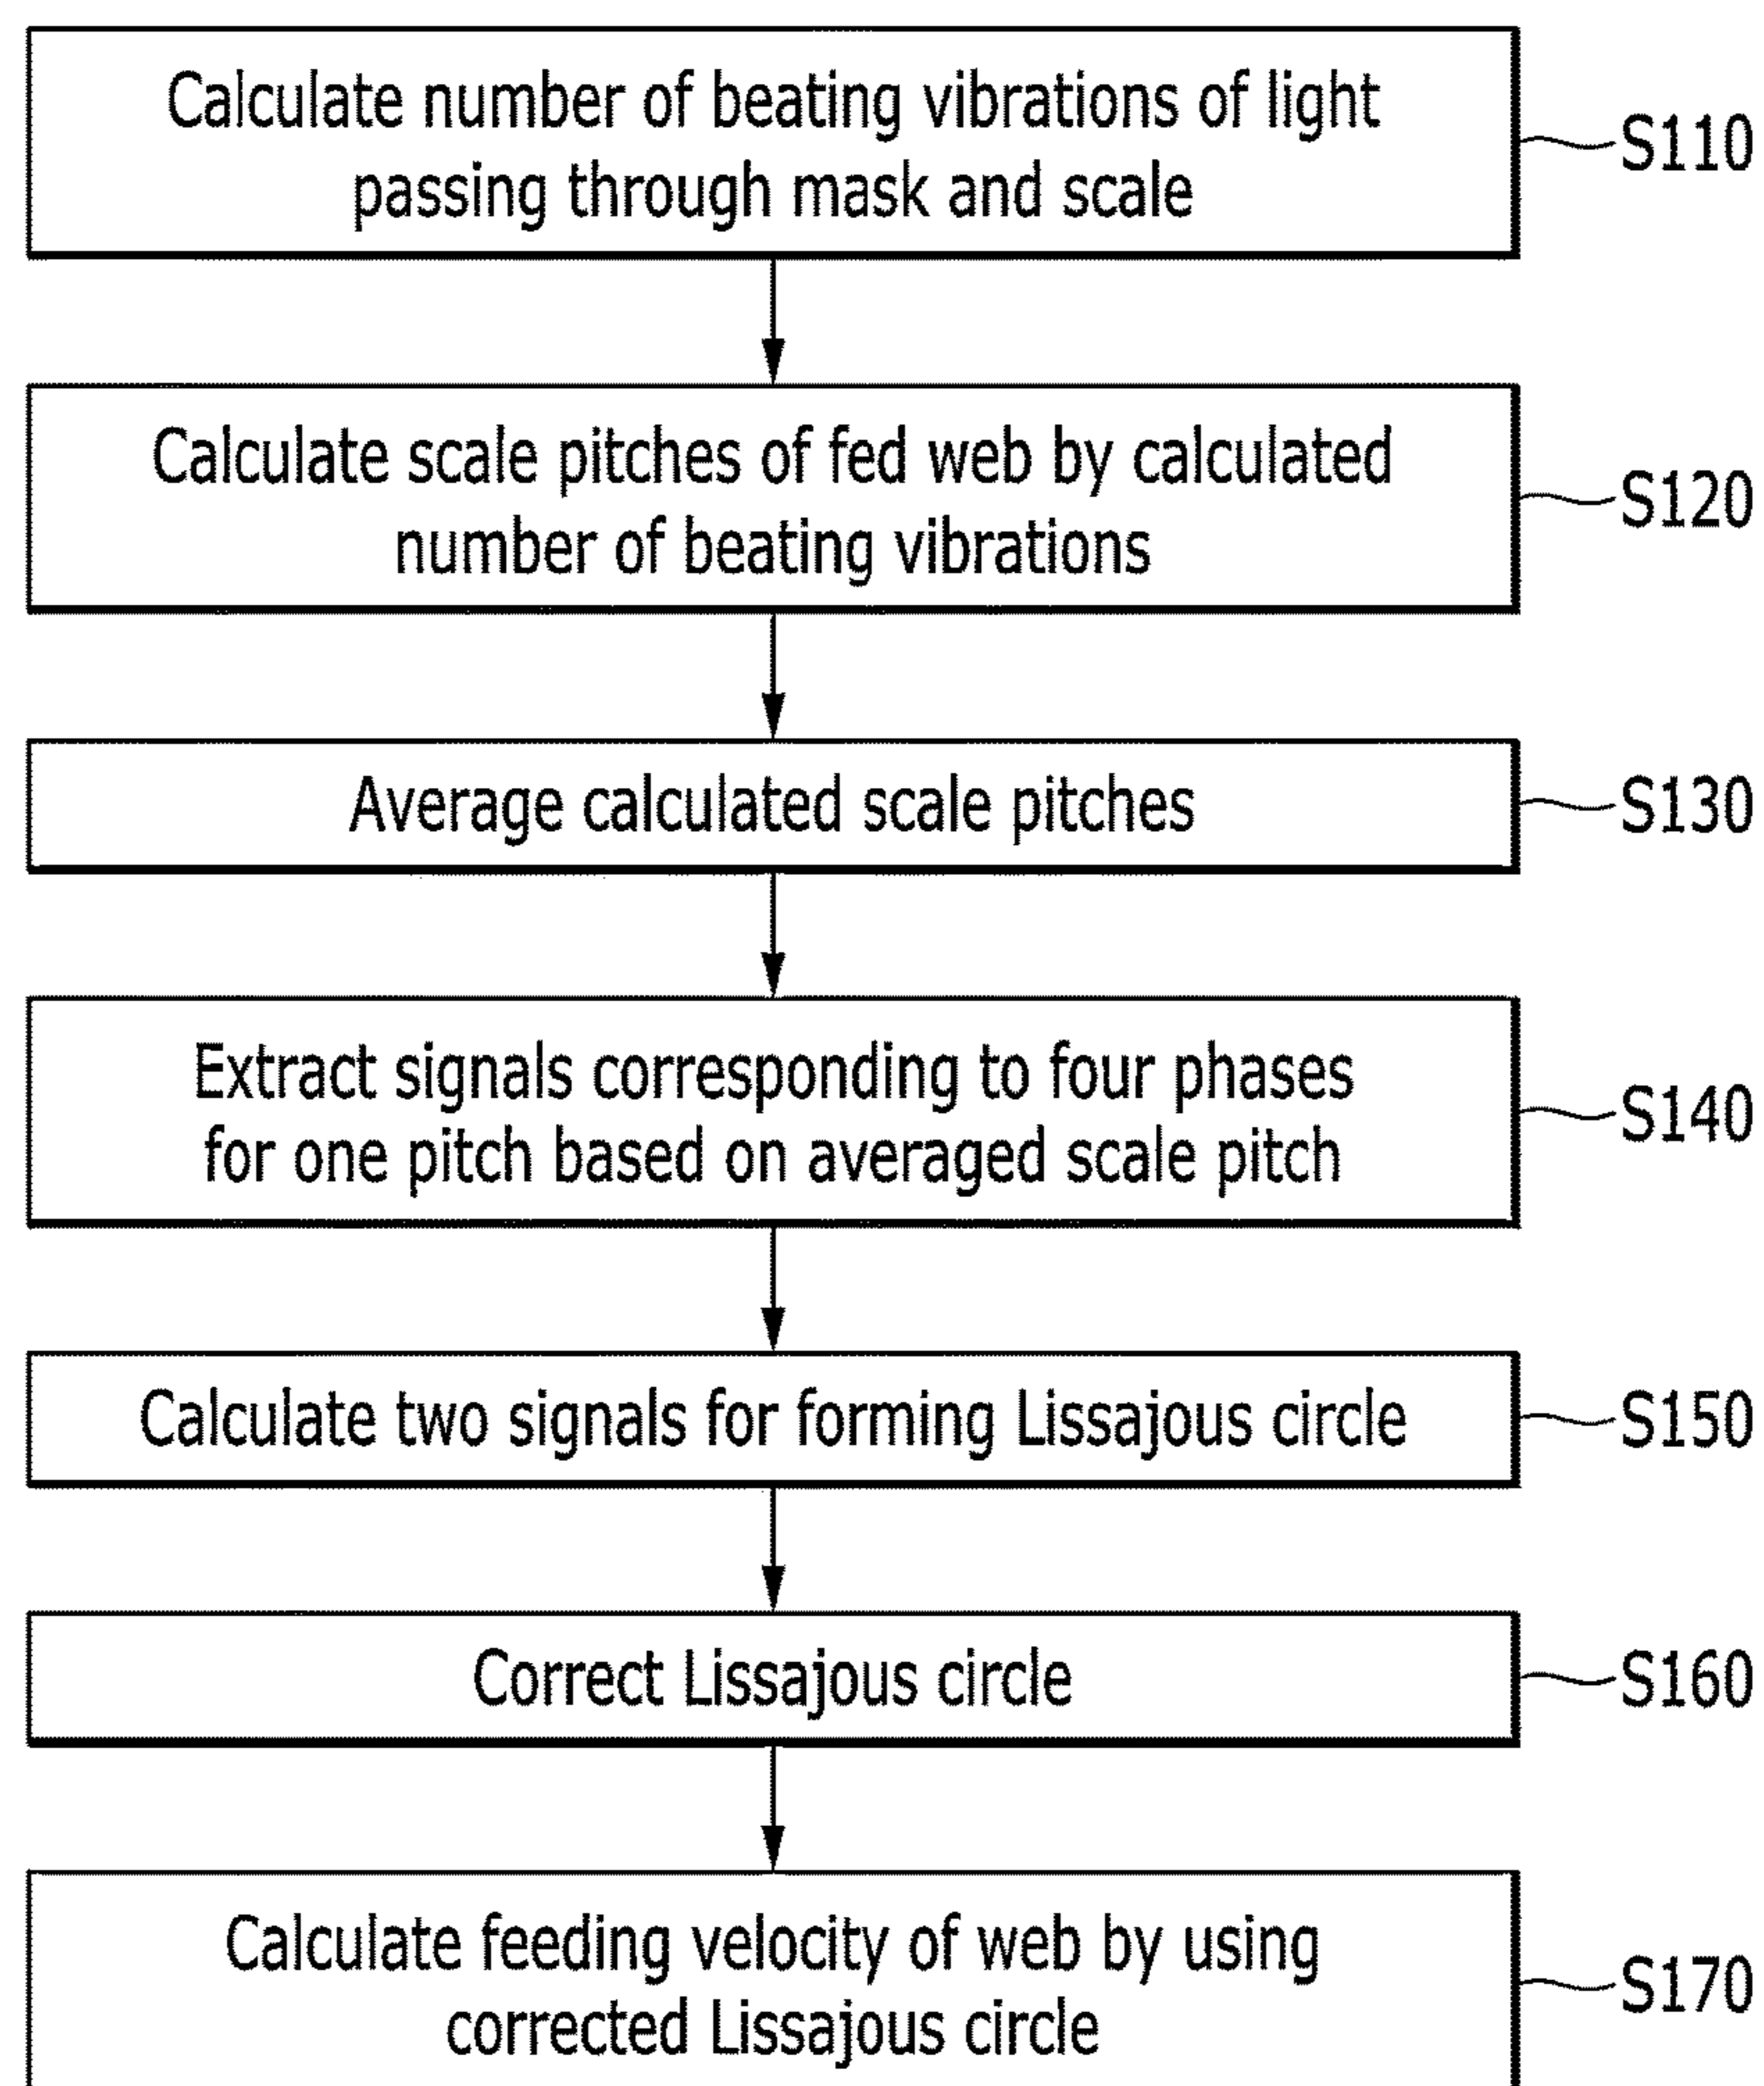 Calculate number of beating vibrations of light
passing through mask and scale
S110
Calculate scale pitches of fed web by calculated
number of beating vibrations
S120
Average calculated scale pitches
S130
Extract signals corresponding to four phases
for one pitch based on averaged scale pitch
S140
Calculate two signals for forming Lissajous circle
S150
Correct Lissajous circle
S160
Calculate feeding velocity of web by using
corrected Lissajous circle
S170